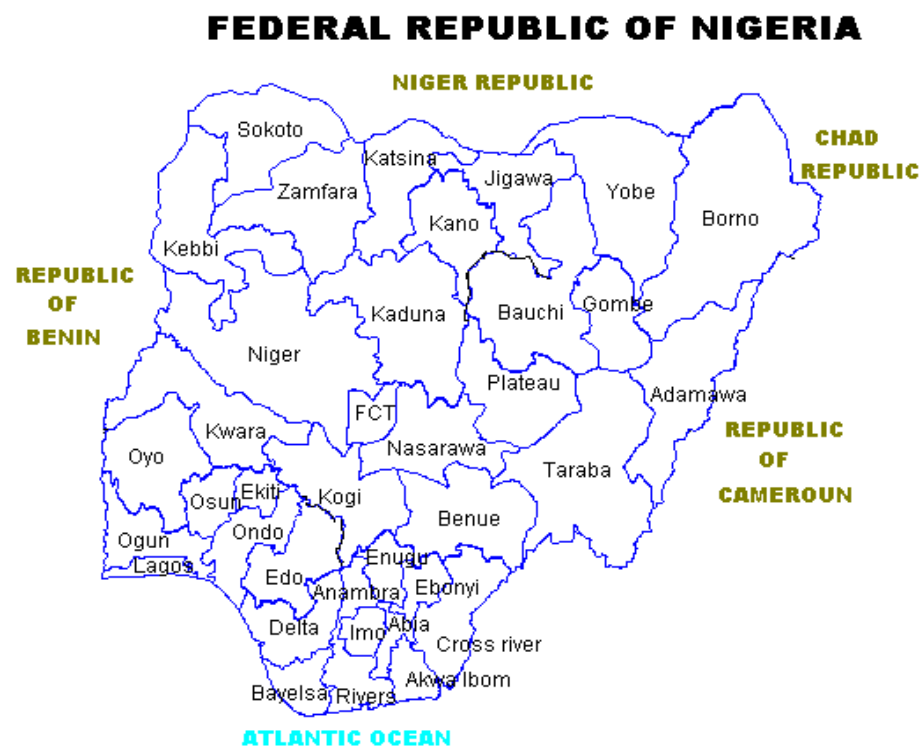 FEDERAL REPUBLIC OF NIGERIA
NIGER REPUBLIC
CHAD
REPUBLIC
REPUBLIC
OF
BENIN
Sokoto
Katsina
Zamfara
Jigawa
Yobe
Kano
Borno
Kebbi
Kaduna
Bauchi
Gombe
Niger
Plateau
Adamawa
FCT
Kwara
Nasarawa
REPUBLIC
OF
CAMEROUN
Oyo
Taraba
Osun
Ekiti
Kogi
Benue
Ogun
Ondo
Lagos
Edo
Enugu
Anambra
Ebonyi
Delta
Imo
Abia
Cross river
Bayelsa
Rivers
Akwa Ibom
ATLANTIC OCEAN